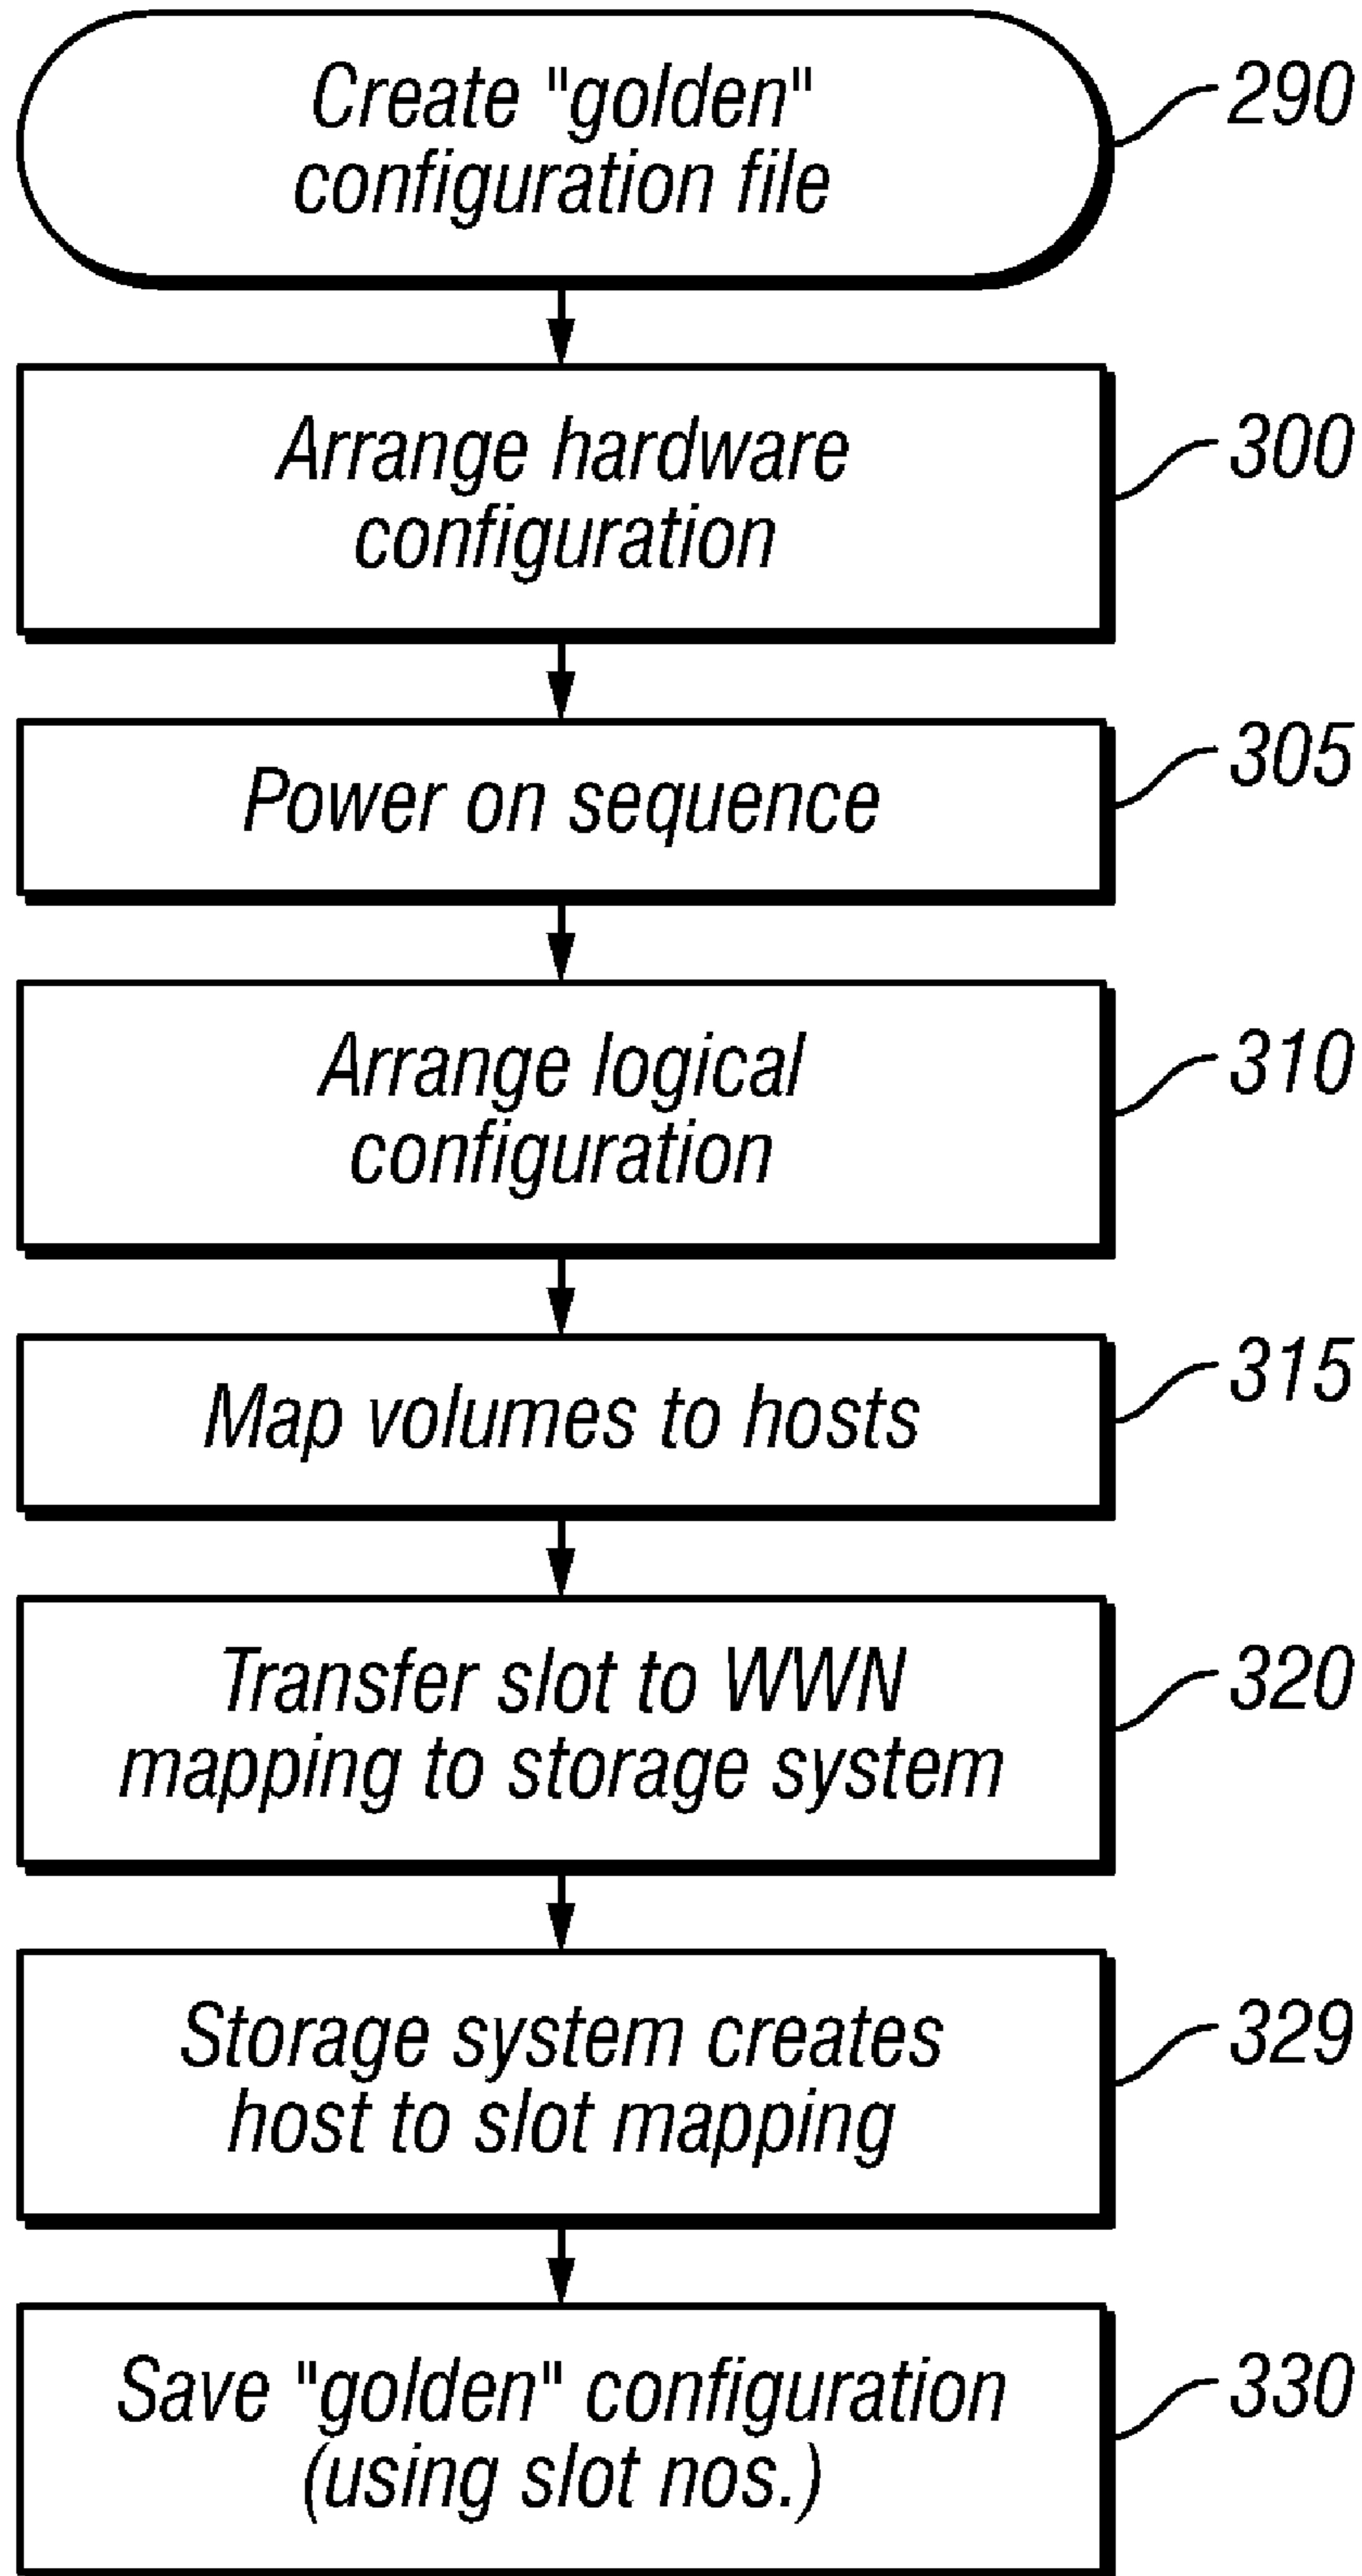 Create "golden"
configuration file
290
Arrange hardware
configuration
300
Power on sequence
305
Arrange logical
configuration
310
Map volumes to hosts
315
Transfer slot to WWN
mapping to storage system
320
Storage system creates
host to slot mapping
329
Save "golden" configuration
(using slot nos.)
330